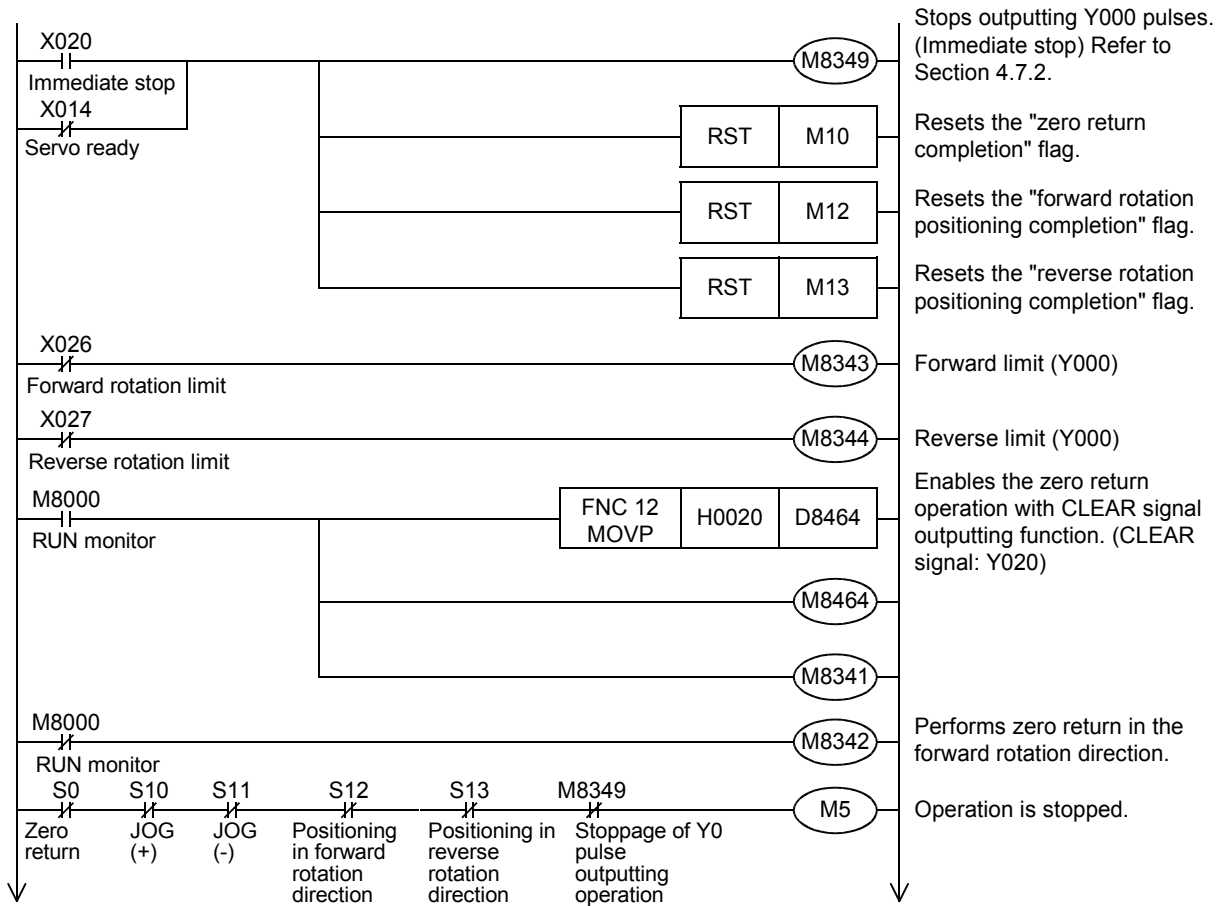 X020
Immediate stop
X014
Servo ready
M8349
Stops outputting Y000 pulses.
(Immediate stop) Refer to
Section 4.7.2.
RST M10
Resets the "zero return
completion" flag.
RST M12
Resets the "forward rotation
positioning completion" flag.
RST M13
Resets the "reverse rotation
positioning completion" flag.
X026
Forward rotation limit
M8343
Forward limit (Y000)
X027
Reverse rotation limit
M8344
Reverse limit (Y000)
M8000
RUN monitor
FNC 12
MOVP
H0020
D8464
Enables the zero return
operation with CLEAR signal
outputting function. (CLEAR
signal: Y020)
M8464
M8341
M8000
RUN monitor
M8342
Performs zero return in the
forward rotation direction.
S0
Zero
return
S10
JOG
(+)
S11
JOG
(-)
S12
Positioning
in forward
rotation
direction
S13
Positioning in
reverse
rotation
direction
M8349
Stoppage of Y0
pulse
outputting
operation
M5
Operation is stopped.